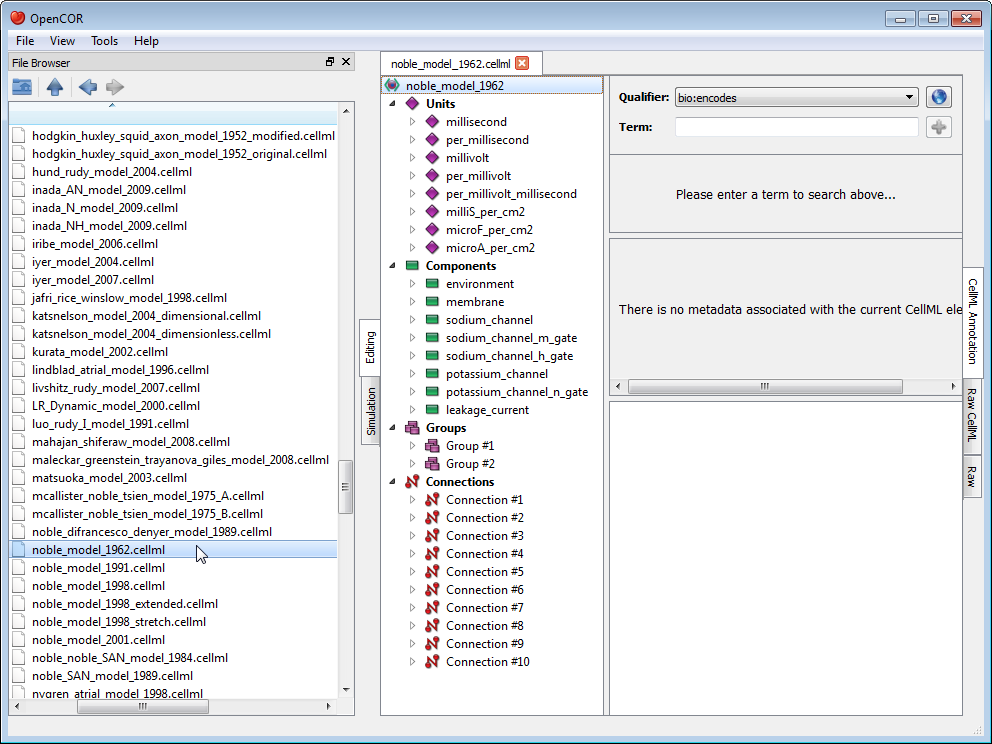 OpenCOR
File View Tools Help
File Browser
hodgkin_huxley_squid_axon_model_1952_modified.cellml
hodgkin_huxley_squid_axon_model_1952_original.cellml
hund_rudy_model_2004.cellml
inada_AN_model_2009.cellml
inada_N_model_2009.cellml
inada_NH_model_2009.cellml
iribe_model_2006.cellml
iyer_model_2004.cellml
iyer_model_2007.cellml
jafri_rice_winslow_model_1998.cellml
katsnelson_model_2004_dimensional.cellml
katsnelson_model_2004_dimensionless.cellml
kurata_model_2002.cellml
lindblad_atrial_model_1996.cellml
livshitz_rudy_model_2007.cellml
LR_Dynamic_model_2000.cellml
luo_rudy_I_model_1991.cellml
mahajan_shiferaw_model_2008.cellml
maleckar_greenstein_trayanova_giles_model_2008.cellml
matsuoka_model_2003.cellml
mcallister_noble_tsien_model_1975_A.cellml
mcallister_noble_tsien_model_1975_B.cellml
noble_difrancesco_denyer_model_1989.cellml
noble_model_1962.cellml
noble_model_1991.cellml
noble_model_1998.cellml
noble_model_1998_extended.cellml
noble_model_1998_stretch.cellml
noble_model_2001.cellml
noble_noble_SAN_model_1984.cellml
noble_SAN_model_1989.cellml
nygren_atrial_model_1998.cellml
Editing
Simulation
noble_model_1962.cellml
noble_model_1962
Units
millisecond
per_millisecond
millivolt
per_millivolt
per_millivolt_millisecond
milliS_per_cm2
microF_per_cm2
microA_per_cm2
Components
environment
membrane
sodium_channel
sodium_channel_m_gate
sodium_channel_h_gate
potassium_channel
potassium_channel_n_gate
leakage_current
Groups
Group #1
Group #2
Connections
Connection #1
Connection #2
Connection #3
Connection #4
Connection #5
Connection #6
Connection #7
Connection #8
Connection #9
Connection #10
Qualifier: bio:encodes
Term:
Please enter a term to search above...
There is no metadata associated with the current CellML ele
CellML Annotation
Raw CellML
Raw